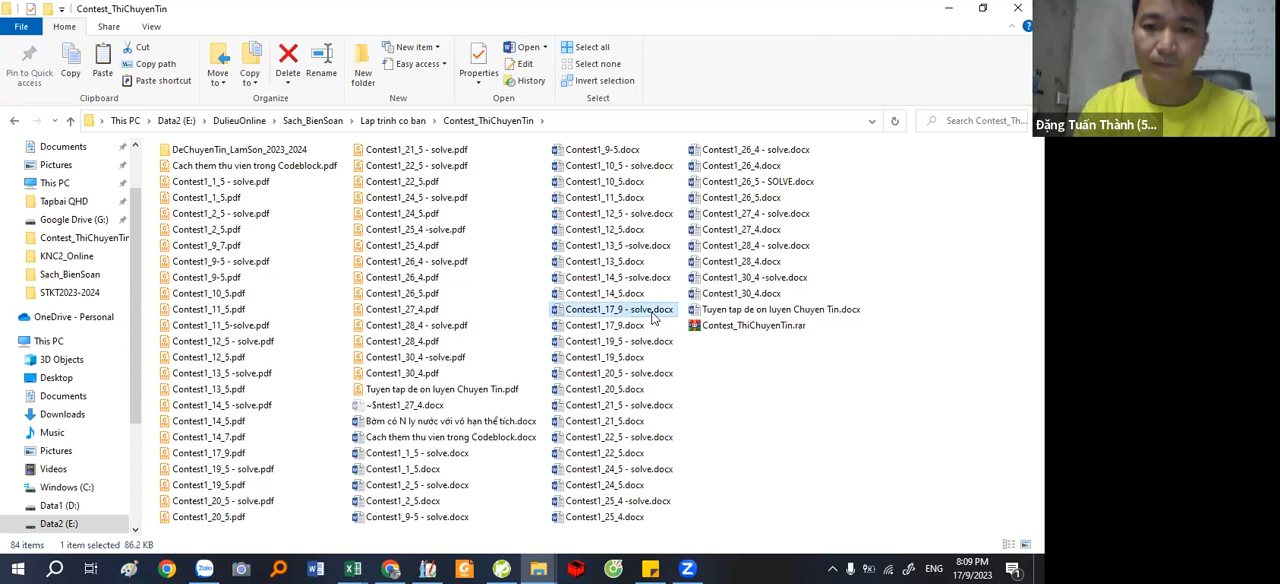 Contest_ThiChuyenTin
File
Home
Share
View
Pin to Quick access
Copy
Paste
Cut
Copy path
Paste shortcut
Clipboard
Move to
Copy to
Delete
Rename
Organize
New folder
New item
Easy access
New
Properties
Open
Edit
History
Open
Select all
Select none
Invert selection
Select
This PC
Data2 (E:)
DulieuOnline
Sach_BienSoan
Lap trinh co ban
Contest_ThiChuyenTin
Search Contest_Th...
Đặng Tuấn Thành (5...
Documents
Pictures
This PC
Tapbai QHD
Google Drive (G:)
Contest_ThiChuyenTin
KNC2_Online
Sach_BienSoan
STKT2023-2024
OneDrive - Personal
This PC
3D Objects
Desktop
Documents
Downloads
Music
Pictures
Videos
Windows (C:)
Data1 (D:)
Data2 (E:)
DeChuyenTin_LamSon_2023_2024
Cach them thu vien trong Codeblock.pdf
Contest1_1_5 - solve.pdf
Contest1_1_5.pdf
Contest1_2_5 - solve.pdf
Contest1_2_5.pdf
Contest1_9_7.pdf
Contest1_9-5 - solve.pdf
Contest1_9-5.pdf
Contest1_10_5.pdf
Contest1_11_5.pdf
Contest1_12_5 - solve.pdf
Contest1_12_5.pdf
Contest1_13_5 -solve.pdf
Contest1_13_5.pdf
Contest1_14_5 -solve.pdf
Contest1_14_5.pdf
Contest1_14_7.pdf
Contest1_17_9.pdf
Contest1_19_5 - solve.pdf
Contest1_19_5.pdf
Contest1_20_5 - solve.pdf
Contest1_20_5.pdf
Contest1_21_5 - solve.pdf
Contest1_22_5 - solve.pdf
Contest1_22_5.pdf
Contest1_24_5 - solve.pdf
Contest1_24_5.pdf
Contest1_25_4 -solve.pdf
Contest1_25_4.pdf
Contest1_26_4 - solve.pdf
Contest1_26_4.pdf
Contest1_26_5.pdf
Contest1_27_4.pdf
Contest1_28_4 - solve.pdf
Contest1_28_4.pdf
Contest1_30_4 -solve.pdf
Contest1_30_4.pdf
Tuyen tap de on luyen Chuyen Tin.pdf
~$ntest1_27_4.docx
Bờm có N ly nước với vô hạn thể tích.docx
Cach them thu vien trong Codeblock.docx
Contest1_1_5 - solve.docx
Contest1_1_5.docx
Contest1_2_5 - solve.docx
Contest1_2_5.docx
Contest1_9-5 - solve.docx
Contest1_9-5.docx
Contest1_10_5 - solve.docx
Contest1_10_5.docx
Contest1_11_5.docx
Contest1_12_5 - solve.docx
Contest1_12_5.docx
Contest1_13_5 -solve.docx
Contest1_13_5.docx
Contest1_14_5 -solve.docx
Contest1_14_5.docx
Contest1_17_9 - solve.docx
Contest1_17_9.docx
Contest1_19_5 - solve.docx
Contest1_19_5.docx
Contest1_20_5 - solve.docx
Contest1_20_5.docx
Contest1_21_5 - solve.docx
Contest1_21_5.docx
Contest1_22_5 - solve.docx
Contest1_22_5.docx
Contest1_24_5 - solve.docx
Contest1_24_5.docx
Contest1_25_4 -solve.docx
Contest1_25_4.docx
Contest1_26_4 - solve.docx
Contest1_26_4.docx
Contest1_26_5 - SOLVE.docx
Contest1_26_5.docx
Contest1_27_4 - solve.docx
Contest1_27_4.docx
Contest1_28_4 - solve.docx
Contest1_28_4.docx
Contest1_30_4 -solve.docx
Contest1_30_4.docx
Tuyen tap de on luyen Chuyen Tin.docx
Contest_ThiChuyenTin.rar
84 items
1 item selected 86.2 KB
ENG
8:09 PM
17/9/2023